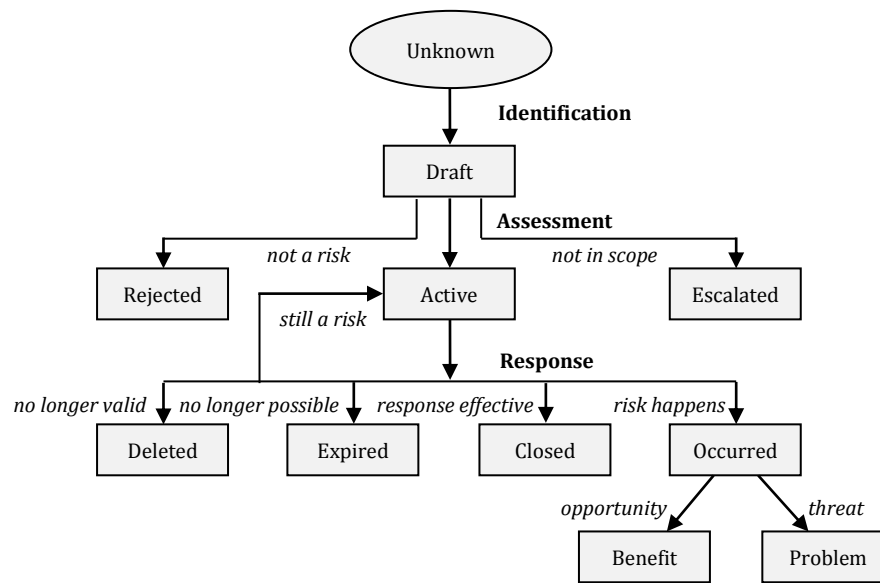 Unknown
Identification
Draft
Assessment
not a risk
not in scope
Rejected
Active
Escalated
still a risk
Response
no longer valid
no longer possible
response effective
risk happens
Deleted
Expired
Closed
Occurred
opportunity
threat
Benefit
Problem